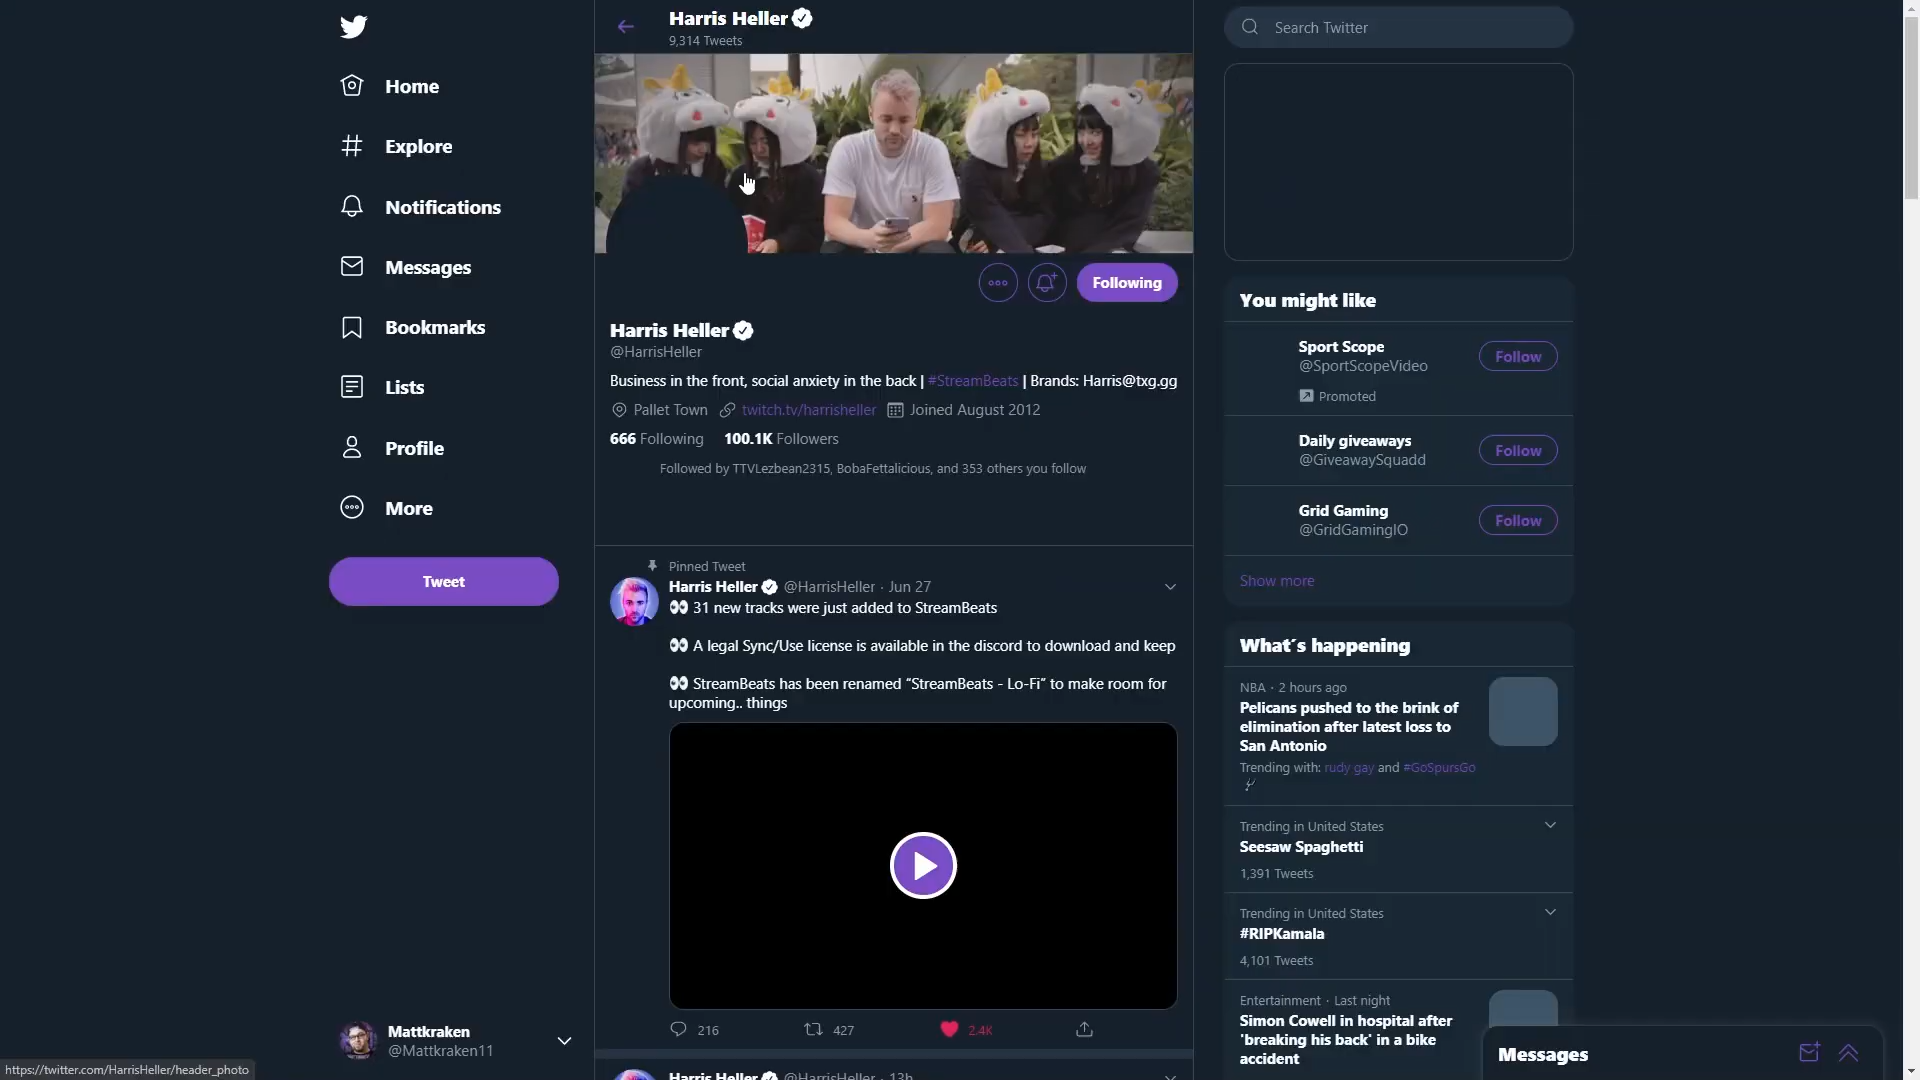 Harris Heller
9,314 Tweets
Search Twitter
Home
Explore
Notifications
Messages
Bookmarks
Lists
Profile
More
Tweet
Following
Harris Heller
@HarrisHeller
Business in the front, social anxiety in the back | #StreamBeats | Brands: Harris@txg.gg
Pallet Town twitch.tv/harrisheller Joined August 2012
666 Following 100.1K Followers
Followed by TTVLezbean2315, BobaFettalicious, and 353 others you follow
Pinned Tweet
Harris Heller @HarrisHeller · Jun 27
👀 31 new tracks were just added to StreamBeats
👀 A legal Sync/Use license is available in the discord to download and keep
👀 StreamBeats has been renamed “StreamBeats - Lo-Fi” to make room for
upcoming.. things
216 427 2.4K
Harris Heller @HarrisHeller · 13h
You might like
Sport Scope
@SportScopeVideo
Follow
Promoted
Daily giveaways
@GiveawaySquadd
Follow
Grid Gaming
@GridGamingIO
Follow
Show more
What's happening
NBA · 2 hours ago
Pelicans pushed to the brink of
elimination after latest loss to
San Antonio
Trending with: rudy gay and #GoSpursGo
Trending in United States
Seesaw Spaghetti
1,391 Tweets
Trending in United States
#RIPKamala
4,101 Tweets
Entertainment · Last night
Simon Cowell in hospital after
'breaking his back' in a bike
accident
Messages
Mattkraken
@Mattkraken11
https://twitter.com/HarrisHeller/header_photo